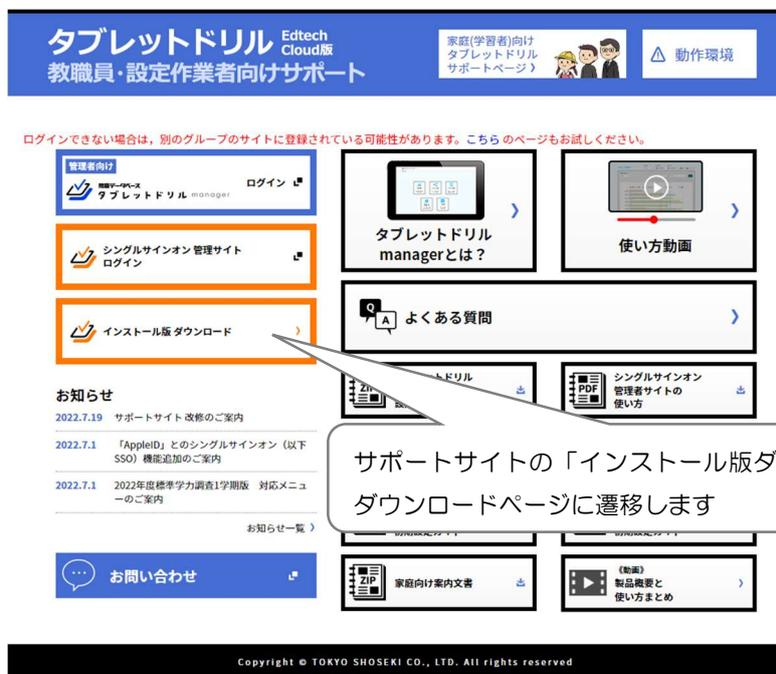 タブレットドリル Edtech Cloud版
教職員・設定作業者向けサポート
家庭(学習者)向け
タブレットドリル
サポートページ 〉
動作環境
ログインできない場合は，別のグループのサイトに登録されている可能性があります。こちら のページもお試しください。
管理者向け
問題データベース
タブレットドリル manager
ログイン
シングルサインオン 管理サイト
ログイン
インストール版 ダウンロード
お知らせ
2022.7.19 サポートサイト 改修のご案内
2022.7.1 「AppleID」とのシングルサインオン（以下
SSO）機能追加のご案内
2022.7.1 2022年度標準学力調査1学期版　対応メニュ
ーのご案内
お知らせ一覧 〉
お問い合わせ
タブレットドリル
managerとは？
使い方動画
Q
A
よくある質問
ZIP
PDF
シングルサインオン
管理者サイトの
使い方
サポートサイトの「インストール版ダ
ダウンロードページに遷移します
ZIP
家庭向け案内文書
《動画》
製品概要と
使い方まとめ
Copyright © TOKYO SHOSEKI CO., LTD. All rights reserved